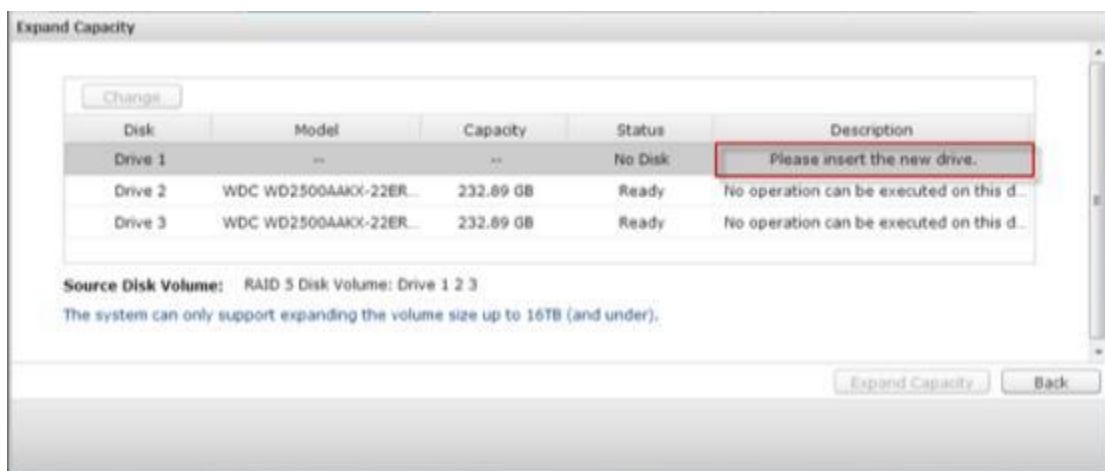 Expand Capacity
Change
Disk Model Capacity Status Description
Drive 1 -- -- No Disk Please insert the new drive.
Drive 2 WDC WD2500AAKX-22ER... 232.89 GB Ready No operation can be executed on this d...
Drive 3 WDC WD2500AAKX-22ER... 232.89 GB Ready No operation can be executed on this d...
Source Disk Volume: RAID 5 Disk Volume: Drive 1 2 3
The system can only support expanding the volume size up to 16TB (and under).
Expand Capacity Back